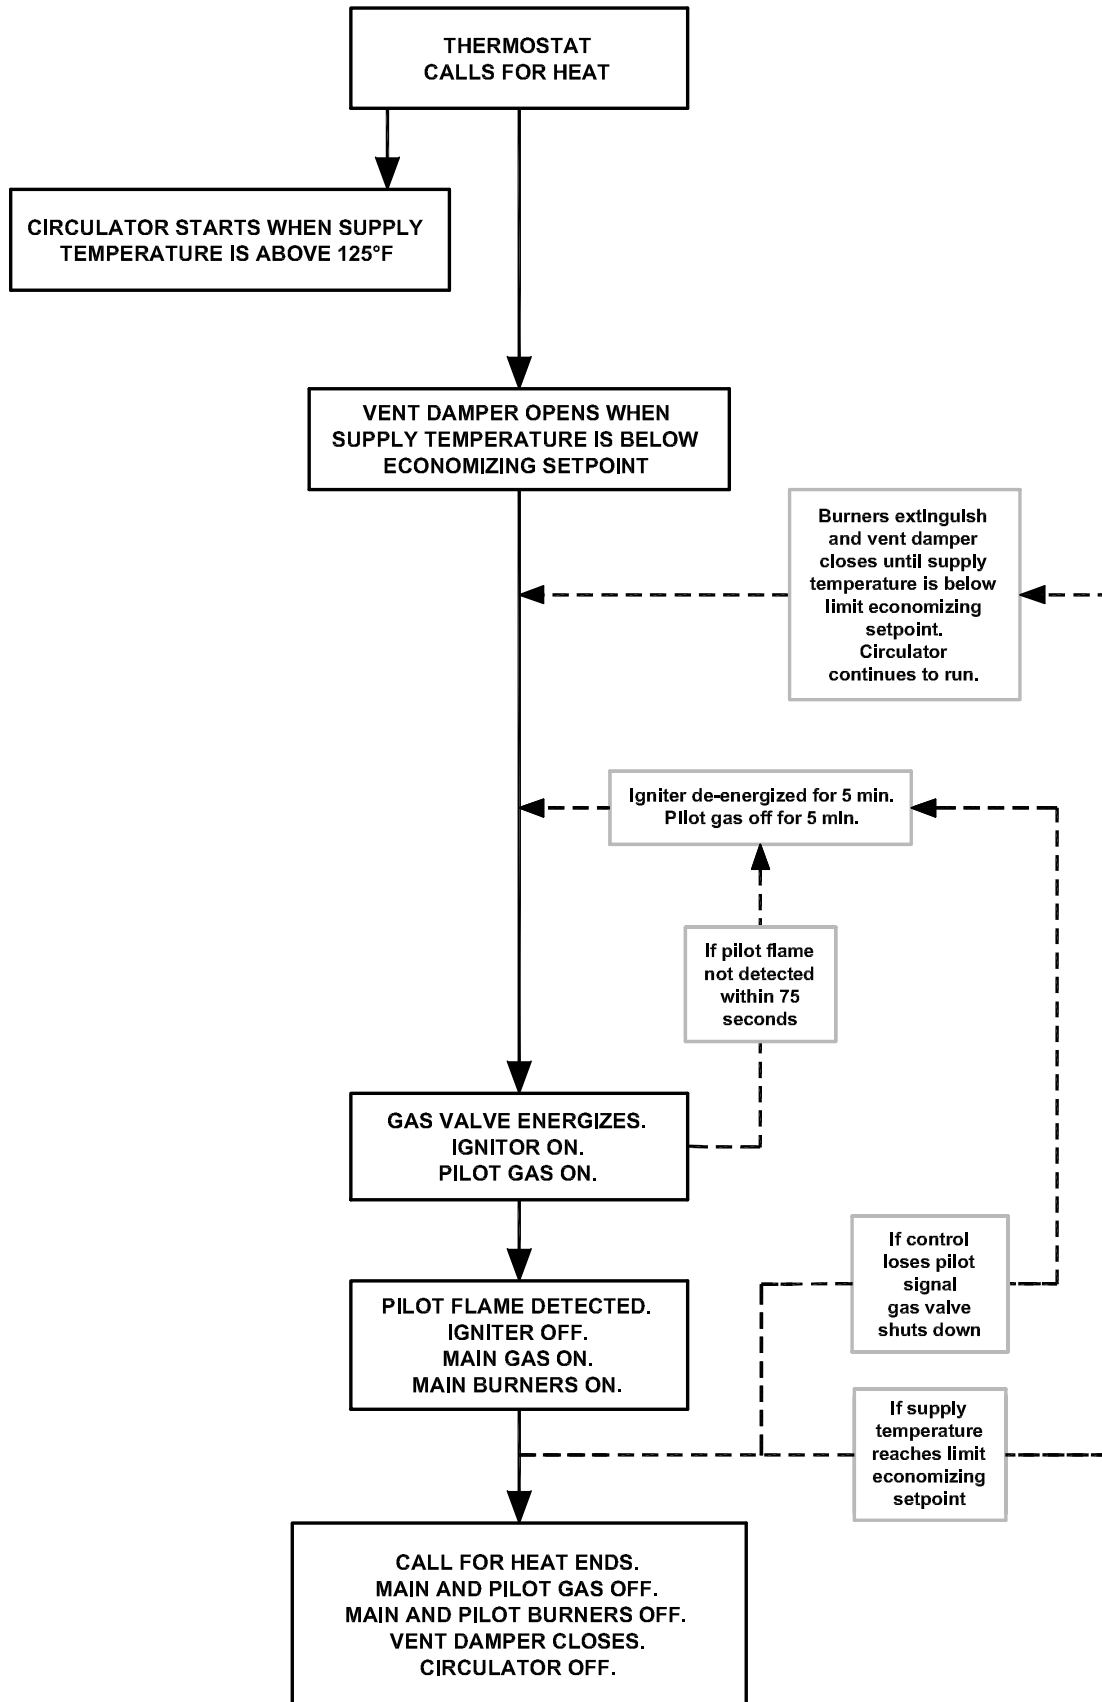 THERMOSTAT
CALLS FOR HEAT
CIRCULATOR STARTS WHEN SUPPLY
TEMPERATURE IS ABOVE 125°F
VENT DAMPER OPENS WHEN
SUPPLY TEMPERATURE IS BELOW
ECONOMIZING SETPOINT
Burners extinguish
and vent damper
closes until supply
temperature is below
limit economizing
setpoint.
Circulator
continues to run.
Igniter de-energized for 5 min.
Pilot gas off for 5 min.
If pilot flame
not detected
within 75
seconds
GAS VALVE ENERGIZES.
IGNITOR ON.
PILOT GAS ON.
If control
loses pilot
signal
gas valve
shuts down
PILOT FLAME DETECTED.
IGNITER OFF.
MAIN GAS ON.
MAIN BURNERS ON.
If supply
temperature
reaches limit
economizing
setpoint
CALL FOR HEAT ENDS.
MAIN AND PILOT GAS OFF.
MAIN AND PILOT BURNERS OFF.
VENT DAMPER CLOSES.
CIRCULATOR OFF.